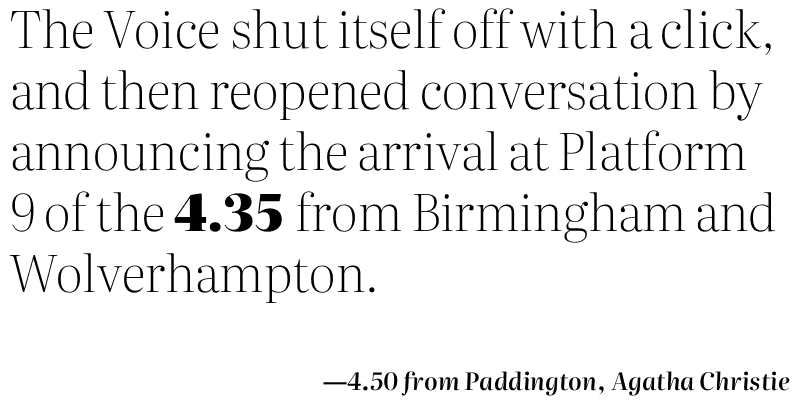 The Voice shut itself off with a click,
and then reopened conversation by
announcing the arrival at Platform
9 of the 4.35 from Birmingham and
Wolverhampton.
—4.50 from Paddington, Agatha Christie